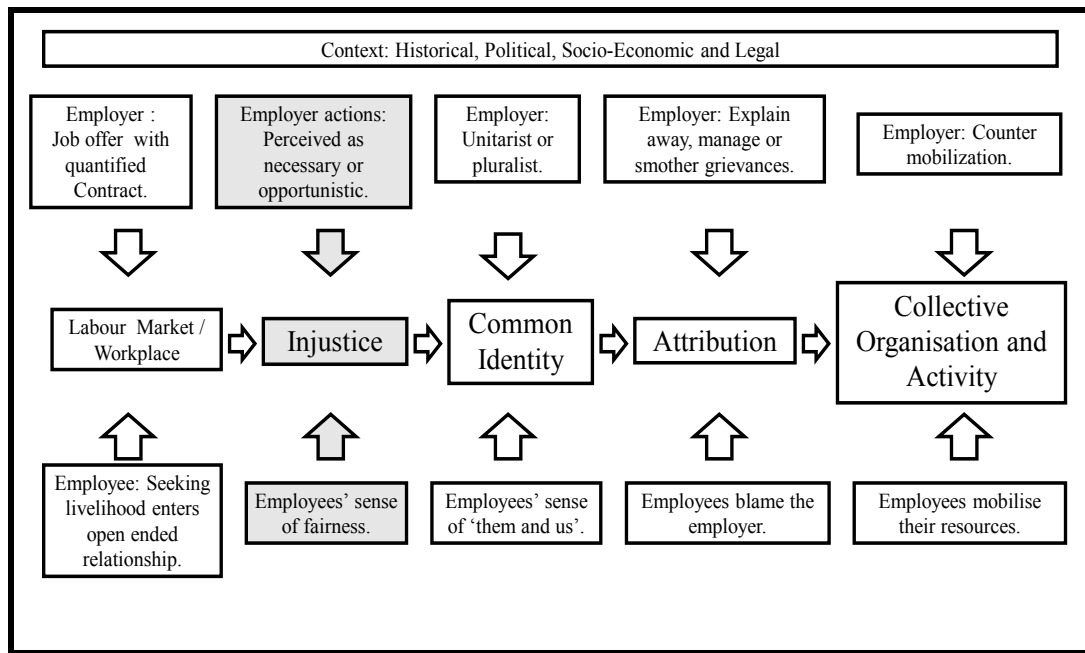 Context: Historical, Political, Socio-Economic and Legal
Employer :
Job offer with
quantified
Contract.
Employer actions:
Perceived as
necessary or
opportunistic.
Employer:
Unitarist or
pluralist.
Employer: Explain
away, manage or
smother grievances.
Employer: Counter
mobilization.
Labour Market /
Workplace
Injustice
Common
Identity
Attribution
Collective
Organisation and
Activity
Employee: Seeking
livelihood enters
open ended
relationship.
Employees’ sense
of fairness.
Employees’ sense
of ‘them and us’.
Employees blame the
employer.
Employees mobilise
their resources.